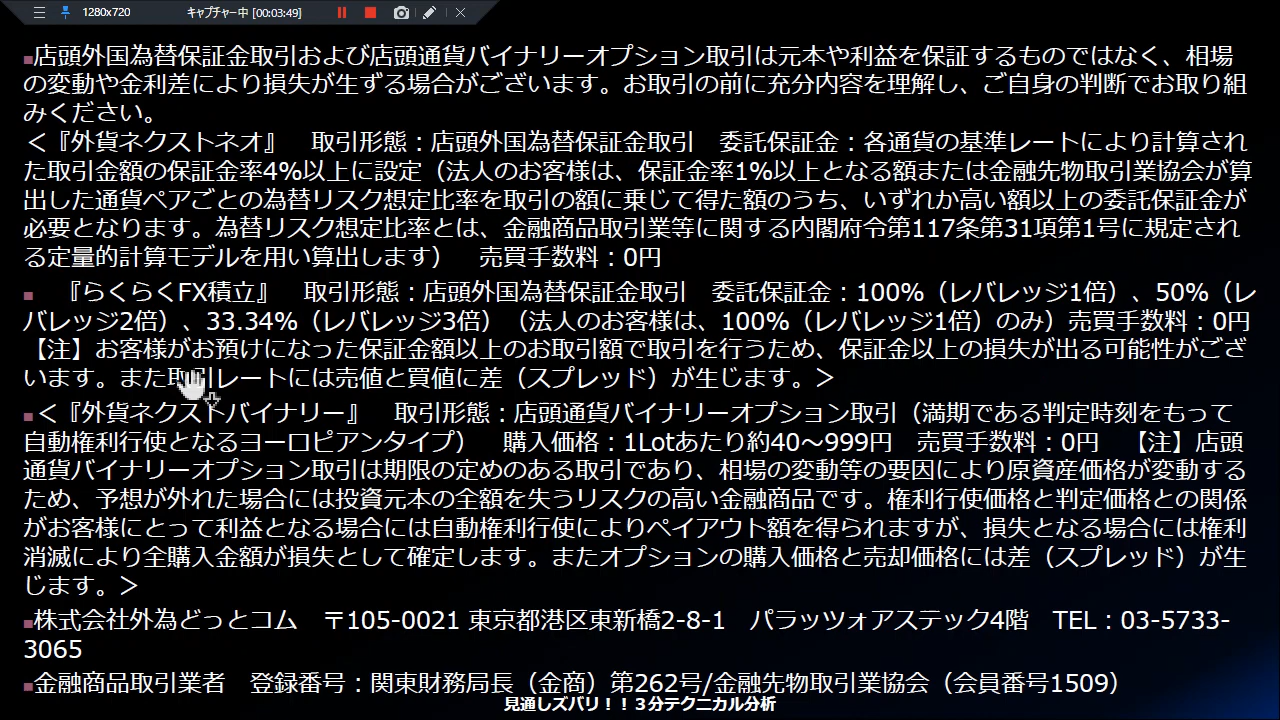 1280x720
キャプチャー中 [00:03:49]
■店頭外国為替保証金取引および店頭通貨バイナリーオプション取引は元本や利益を保証するものではなく、相場
の変動や金利差により損失が生ずる場合がございます。お取引の前に充分内容を理解し、ご自身の判断でお取り組
みください。
＜『外貨ネクストネオ』　取引形態：店頭外国為替保証金取引　委託保証金：各通貨の基準レートにより計算され
た取引金額の保証金率4%以上に設定（法人のお客様は、保証金率1%以上となる額または金融先物取引業協会が算
出した通貨ペアごとの為替リスク想定比率を取引の額に乗じて得た額のうち、いずれか高い額以上の委託保証金が
必要となります。為替リスク想定比率とは、金融商品取引業等に関する内閣府令第117条第31項第1号に規定され
る定量的計算モデルを用い算出します）　売買手数料：0円
■　『らくらくFX積立』　取引形態：店頭外国為替保証金取引　委託保証金：100%（レバレッジ1倍）、50%（レ
バレッジ2倍）、33.34%（レバレッジ3倍）（法人のお客様は、100%（レバレッジ1倍）のみ）売買手数料：0円
【注】お客様がお預けになった保証金額以上のお取引額で取引を行うため、保証金以上の損失が出る可能性がござ
います。また取引レートには売値と買値に差（スプレッド）が生じます。＞
■＜『外貨ネクストバイナリー』　取引形態：店頭通貨バイナリーオプション取引（満期である判定時刻をもって
自動権利行使となるヨーロピアンタイプ）　購入価格：1Lotあたり約40～999円　売買手数料：0円　【注】店頭
通貨バイナリーオプション取引は期限の定めのある取引であり、相場の変動等の要因により原資産価格が変動する
ため、予想が外れた場合には投資元本の全額を失うリスクの高い金融商品です。権利行使価格と判定価格との関係
がお客様にとって利益となる場合には自動権利行使によりペイアウト額を得られますが、損失となる場合には権利
消滅により全購入金額が損失として確定します。またオプションの購入価格と売却価格には差（スプレッド）が生
じます。＞
■株式会社外為どっとコム　〒105-0021 東京都港区東新橋2-8-1　パラッツォアステック4階　TEL：03-5733-
3065
■金融商品取引業者　登録番号：関東財務局長（金商）第262号/金融先物取引業協会（会員番号1509）
見通しズバリ！！３分テクニカル分析